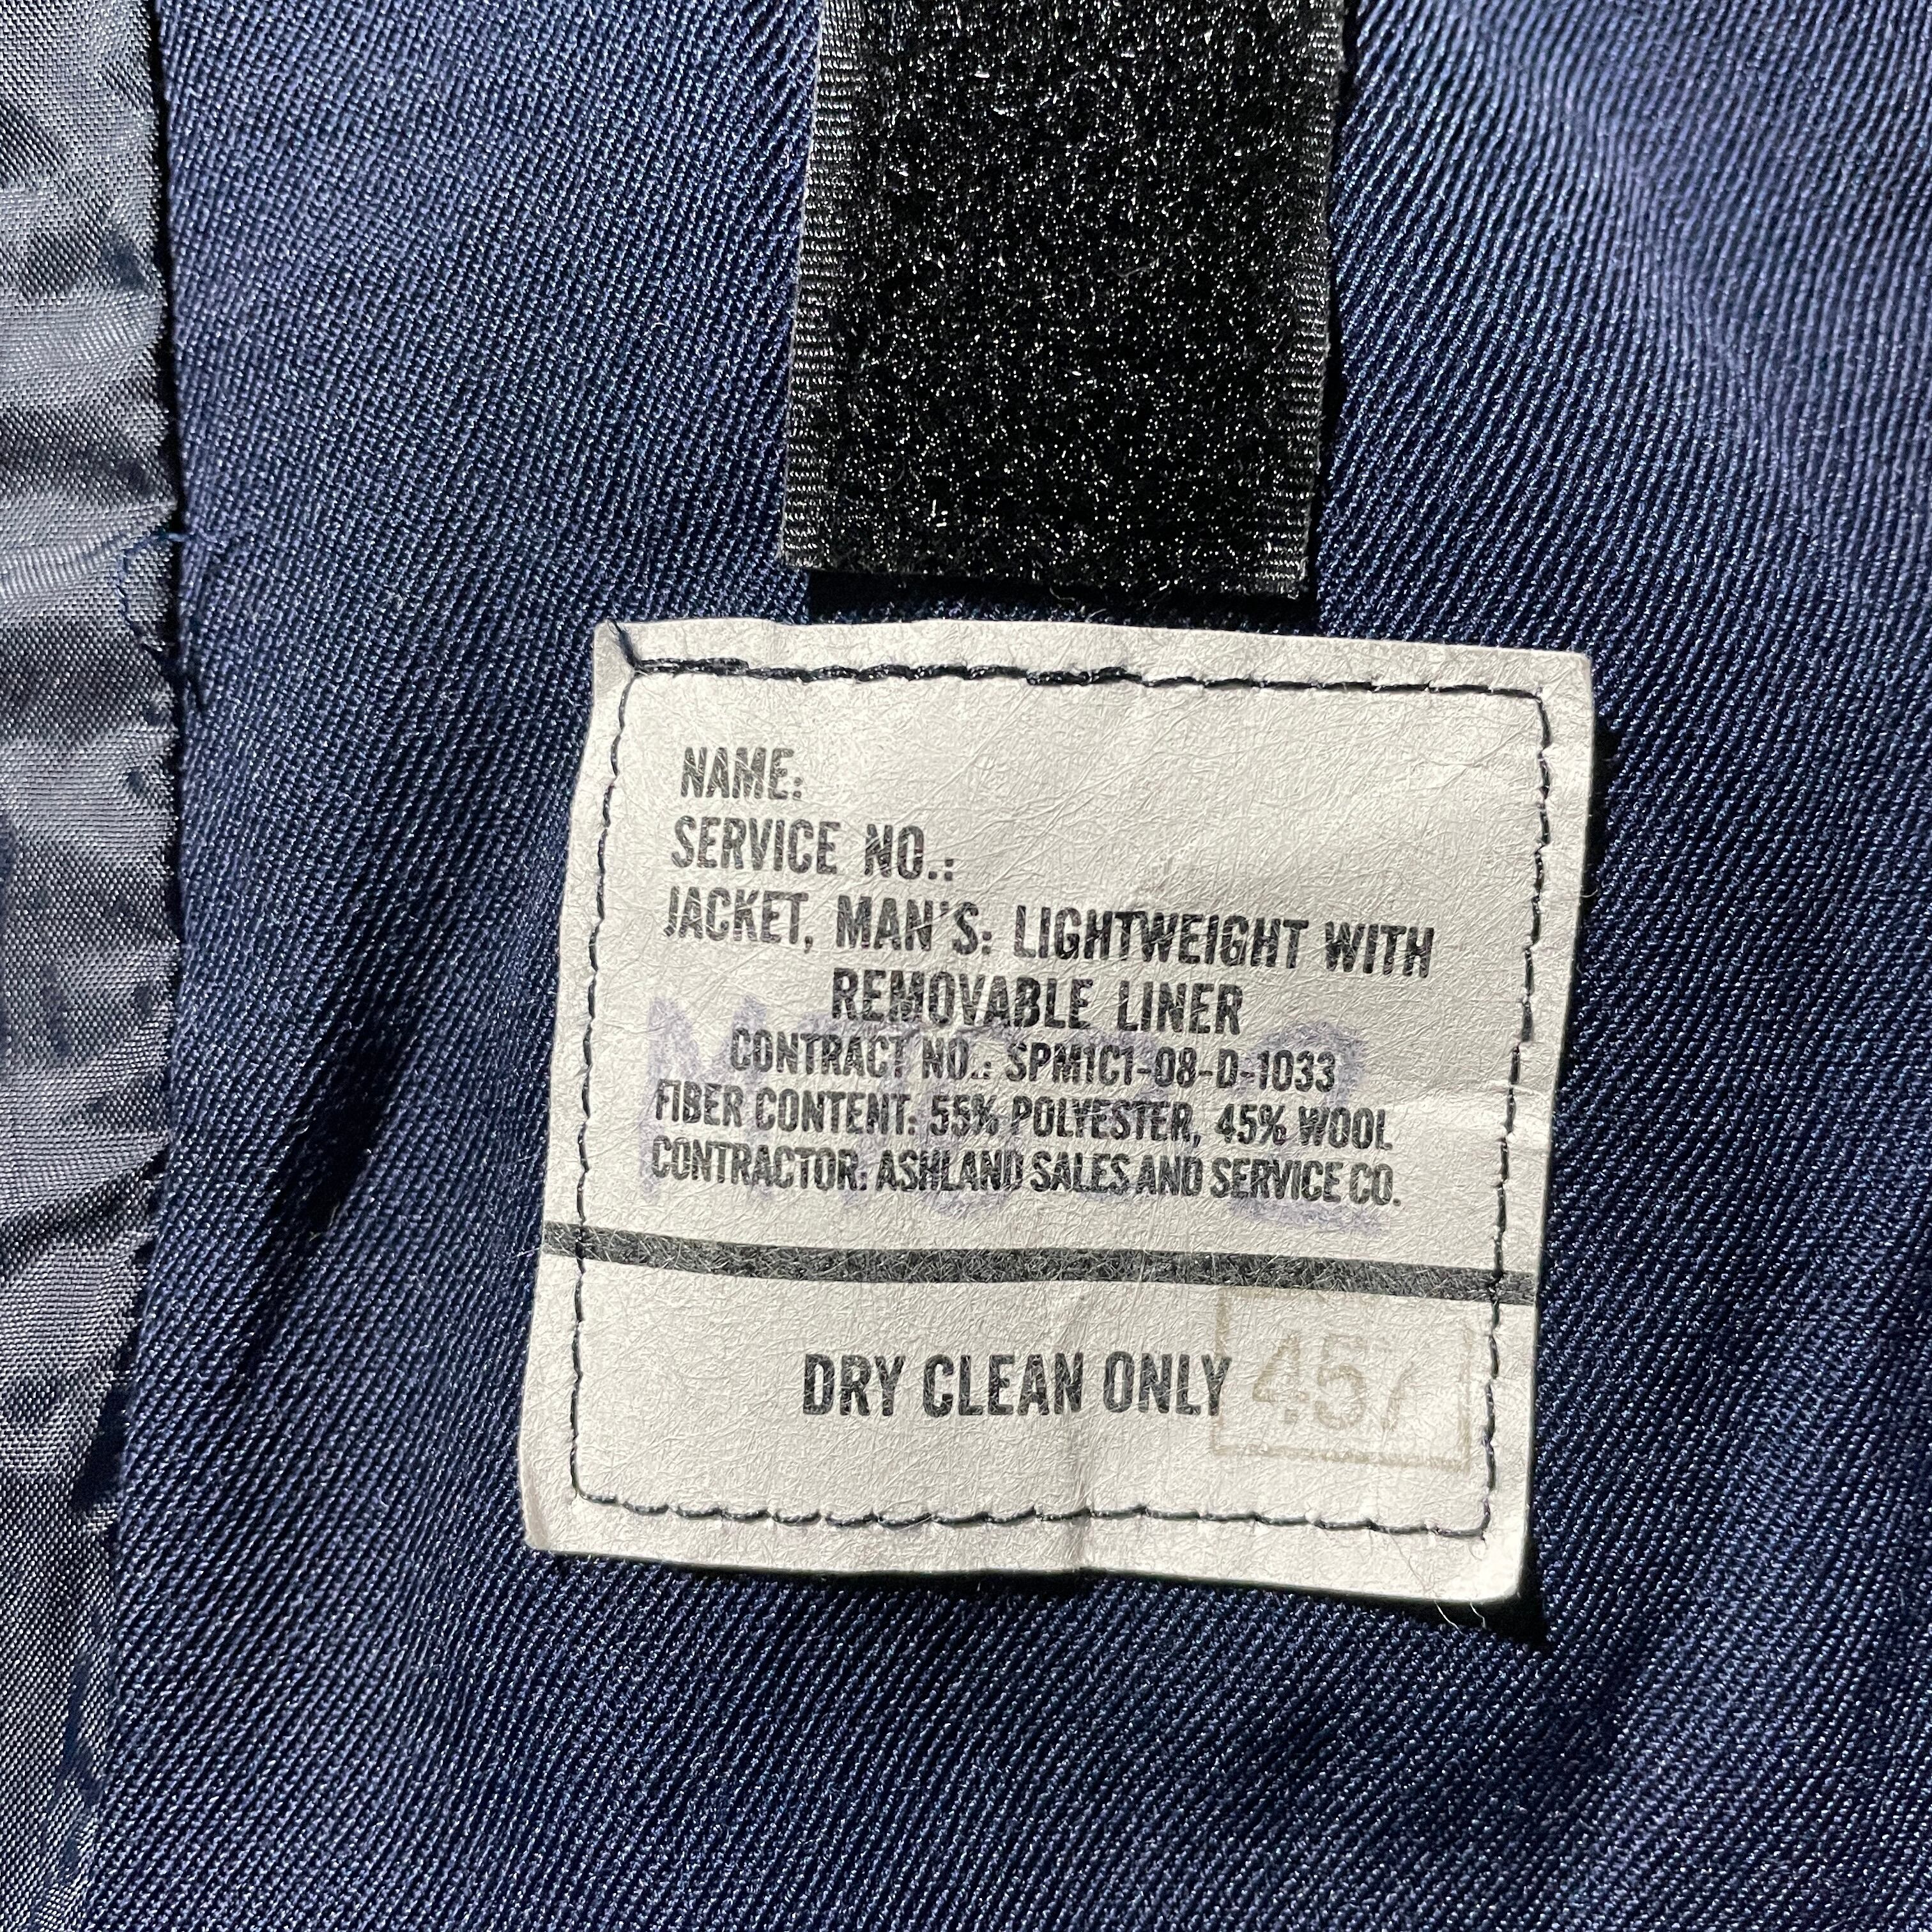 NAME:
SERVICE NO.:
JACKET, MAN'S: LIGHTWEIGHT WITH
REMOVABLE LINER
CONTRACT NO.: SPM1C1-08-D-1033
FIBER CONTENT: 55% POLYESTER, 45% WOOL
CONTRACTOR: ASHLAND SALES AND SERVICE CO.
DRY CLEAN ONLY
457